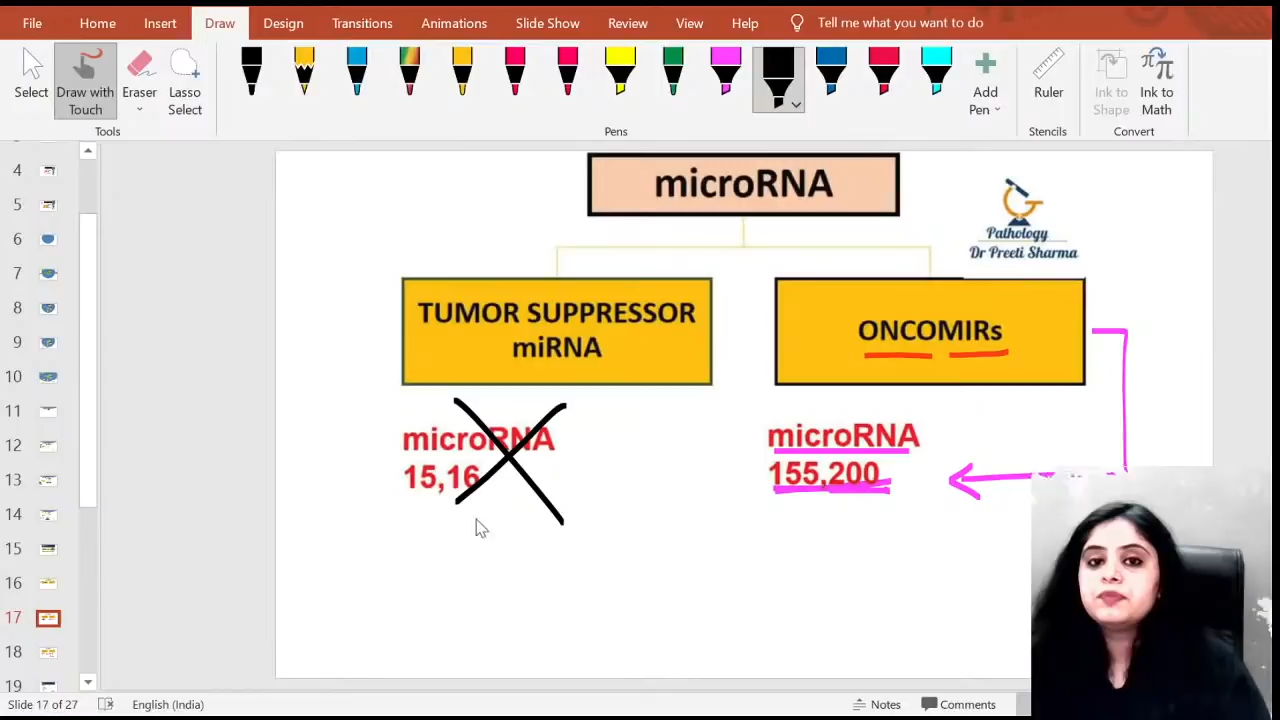 File Home Insert Draw Design Transitions Animations Slide Show Review View Help Tell me what you want to do
Select
Draw with
Touch
Eraser
Lasso
Select
Add
Pen
Ruler
Ink to
Shape
Ink to
Math
Tools
Pens
Stencils
Convert
4
5
6
7
8
9
10
11
12
13
14
15
16
17
18
19
microRNA
Pathology
Dr Preeti Sharma
TUMOR SUPPRESSOR
miRNA
ONCOMIRs
microRNA
15,16
microRNA
155,200
Slide 17 of 27 English (India) Notes Comments